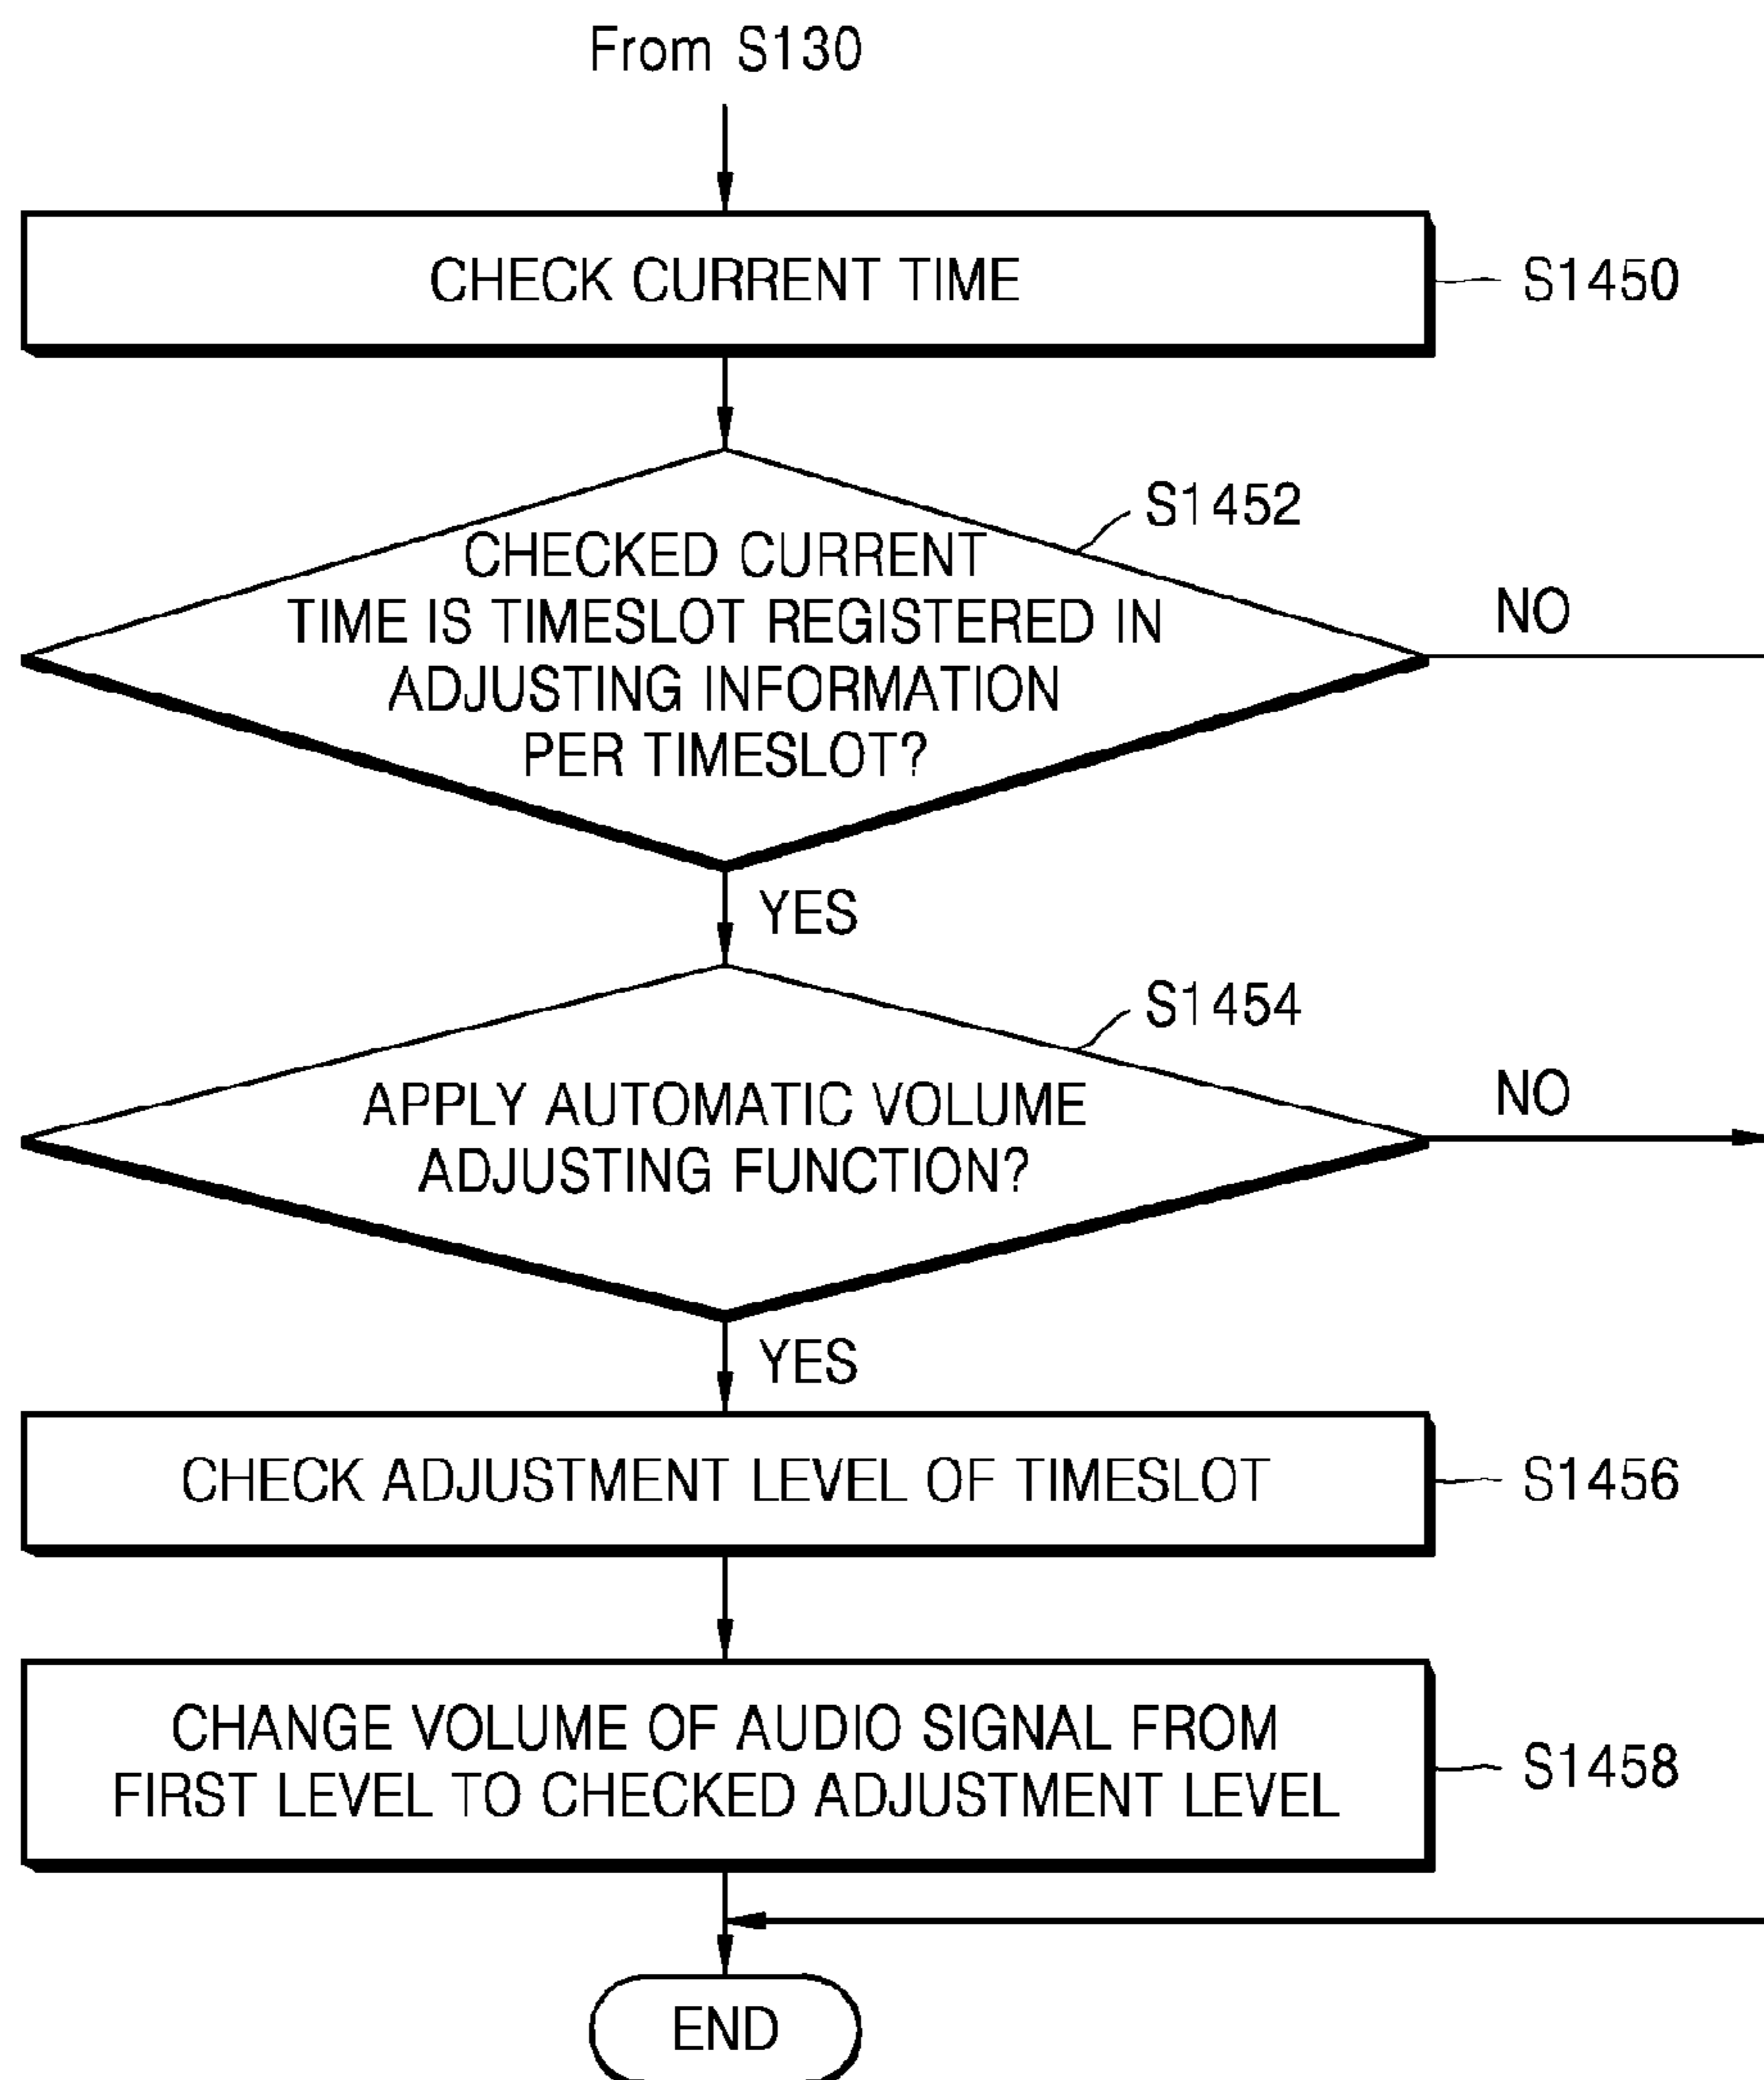 From S130
CHECK CURRENT TIME
S1450
S1452
CHECKED CURRENT
TIME IS TIMESLOT REGISTERED IN
ADJUSTING INFORMATION
PER TIMESLOT?
NO
YES
S1454
APPLY AUTOMATIC VOLUME
ADJUSTING FUNCTION?
NO
YES
CHECK ADJUSTMENT LEVEL OF TIMESLOT
S1456
CHANGE VOLUME OF AUDIO SIGNAL FROM
FIRST LEVEL TO CHECKED ADJUSTMENT LEVEL
S1458
END